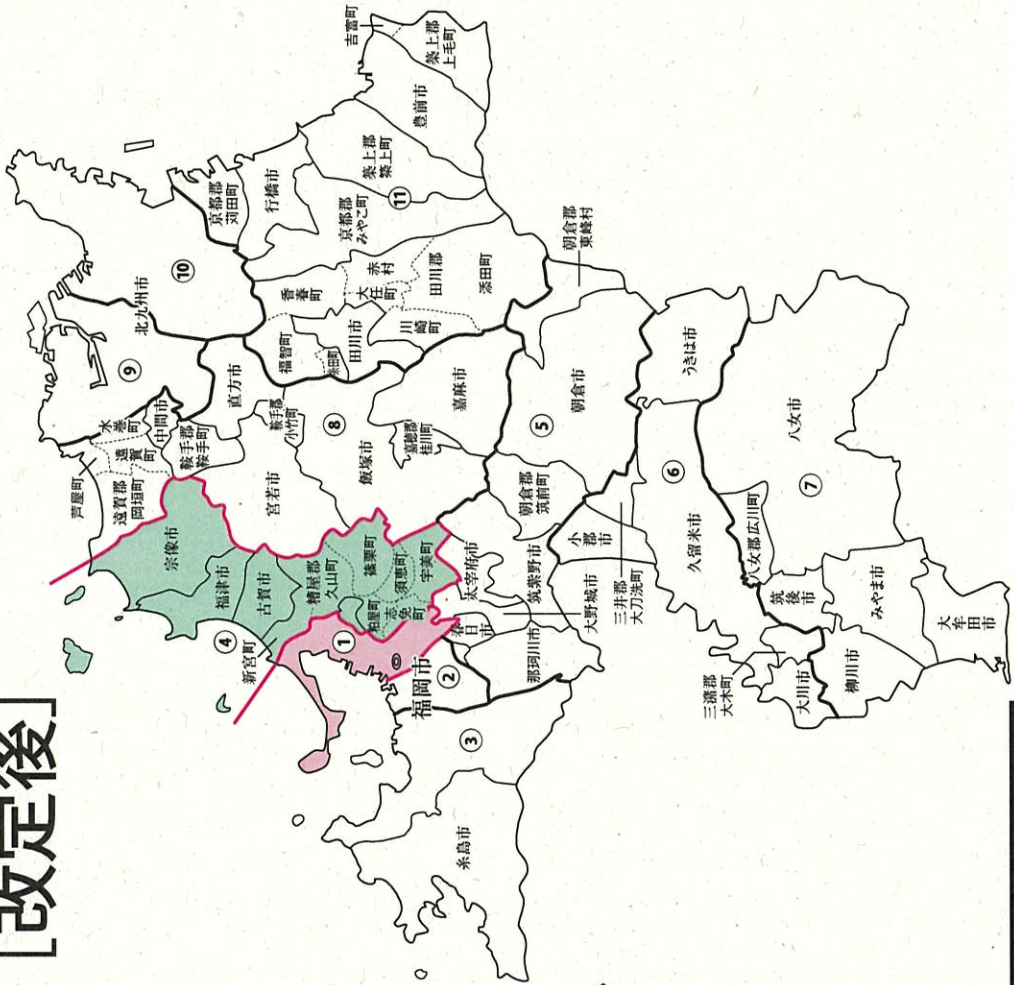 ［改定後］
吉富町
築上郡
上毛町
豊前市
築上郡
築上町
⑪
京都郡
みやこ町
行橋市
京都郡
苅田町
⑩
北九州市
⑨
香春町
赤村
大任町
田川郡
添田町
川崎町
田川市
糸田町
福智町
朝倉郡
東峰村
水巻町
中間市
遠賀町
芦屋町
遠賀郡
岡垣町
鞍手郡
鞍手町
直方市
鞍手郡
小竹町
⑧
宮若市
飯塚市
嘉穂郡
桂川町
嘉麻市
⑤
朝倉市
朝倉郡
筑前町
うきは市
宗像市
福津市
古賀市
④
新宮町
糟屋郡
久山町
篠栗町
粕屋町
須恵町
志免町
宇美町
①
◎
福岡市
②
③
春日市
太宰府市
筑紫野市
那珂川市
大野城市
小郡市
三井郡
大刀洗町
⑥
久留米市
八女市
⑦
八女郡広川町
筑後市
みやま市
大牟田市
三潴郡
大木町
大川市
柳川市
糸島市